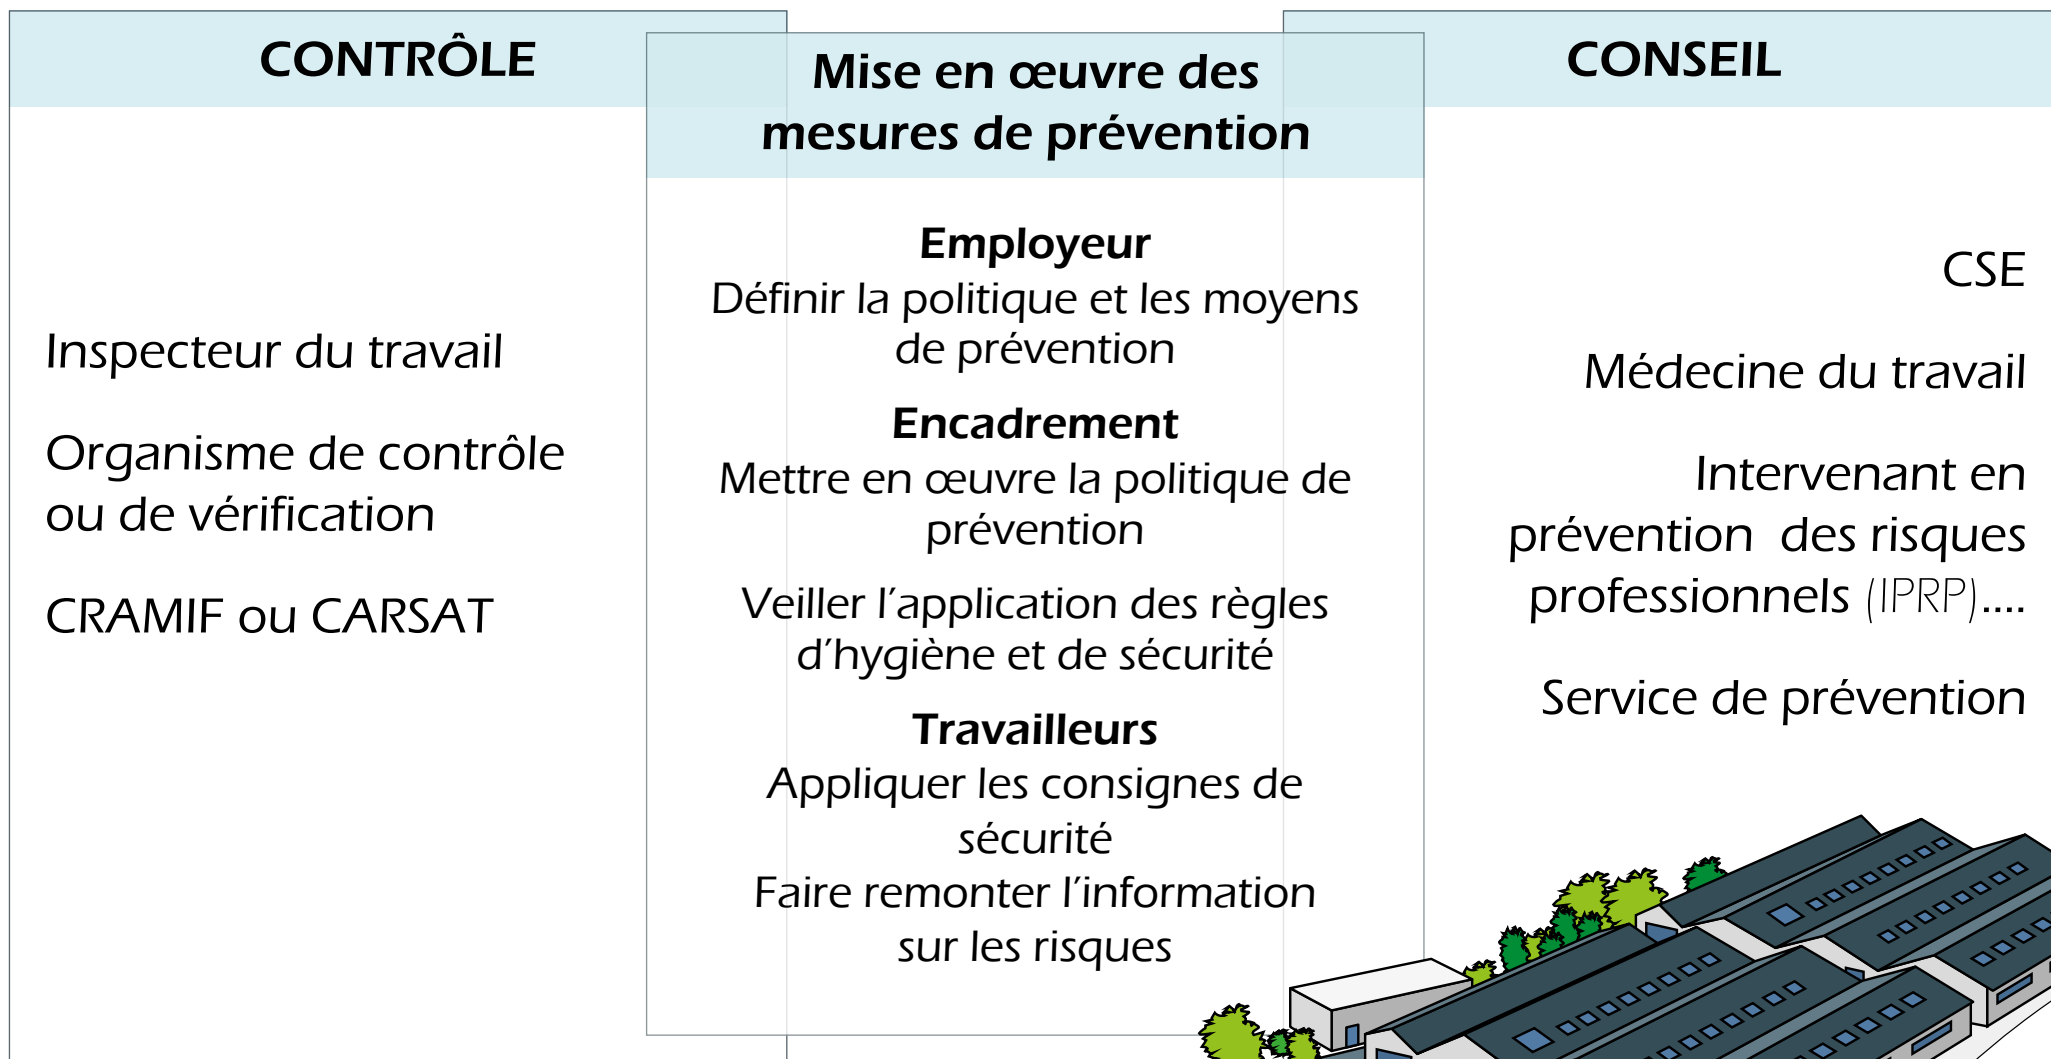 CONTRÔLE
Inspecteur du travail
Organisme de contrôle
ou de vérification
CRAMIF ou CARSAT
Mise en œuvre des
mesures de prévention
Employeur
Définir la politique et les moyens
de prévention
Encadrement
Mettre en œuvre la politique de
prévention
Veiller l’application des règles
d’hygiène et de sécurité
Travailleurs
Appliquer les consignes de
sécurité
Faire remonter l’information
sur les risques
CONSEIL
CSE
Médecine du travail
Intervenant en
prévention des risques
professionnels (IPRP)....
Service de prévention